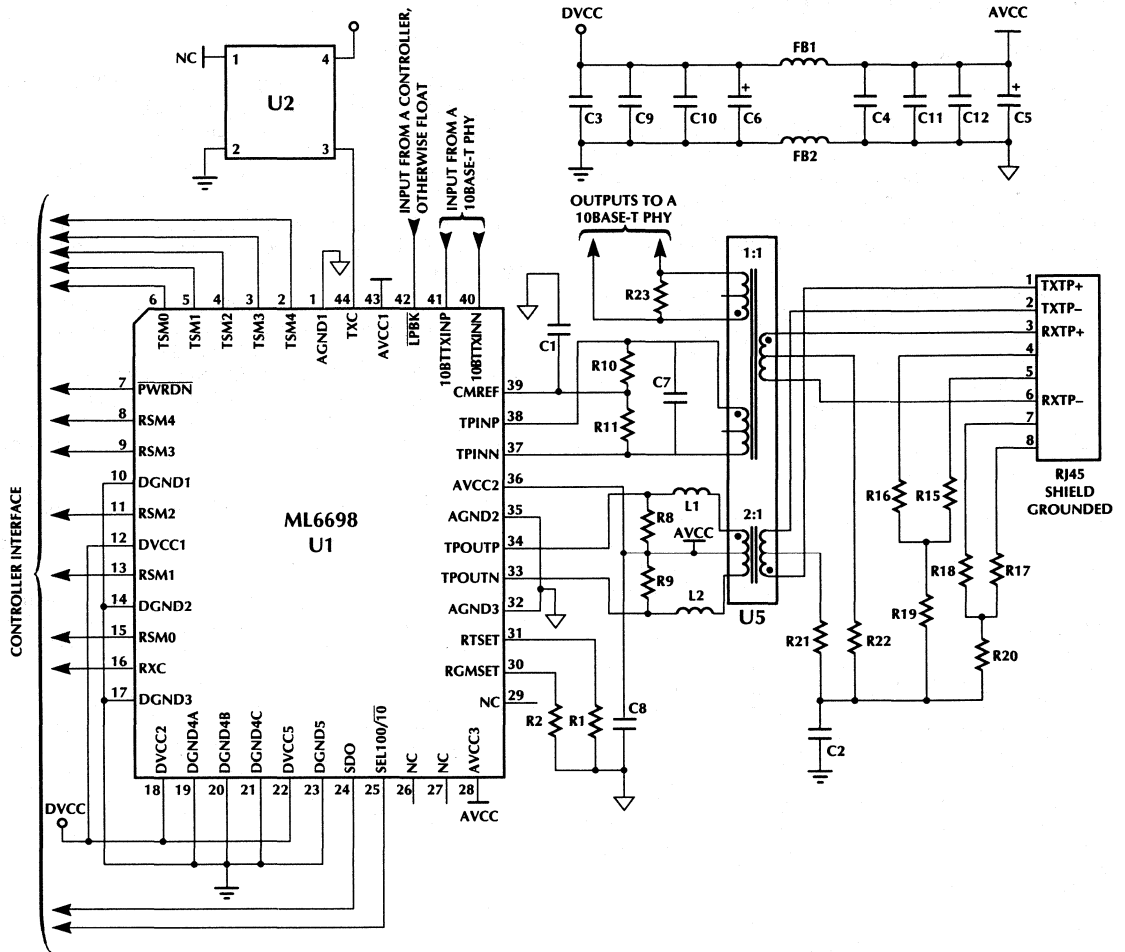 DVCC
AVCC
FB1
C3
C9
C10
+
C6
C4
C11
C12
+
C5
FB2
NC
1
4
U2
2
3
INPUT FROM A CONTROLLER,
OTHERWISE FLOAT
INPUT FROM A
10BASE-T PHY
OUTPUTS TO A
10BASE-T PHY
CONTROLLER INTERFACE
6
5
4
3
2
1
44
43
42
41
40
TSM0
TSM1
TSM2
TSM3
TSM4
AGND1
TXC
AVCC1
LPBK
10BTTXINP
10BTTXINN
7 PWRDN
8 RSM4
9 RSM3
10 DGND1
11 RSM2
12 DVCC1
13 RSM1
14 DGND2
15 RSM0
16 RXC
17 DGND3
ML6698
U1
CMREF 39
TPINP 38
TPINN 37
AVCC2 36
AGND2 35
TPOUTP 34
TPOUTN 33
AGND3 32
RTSET 31
RGMSET 30
NC 29
DVCC2
DGND4A
DGND4B
DGND4C
DVCC5
DGND5
SDO
SEL100/10
NC
NC
AVCC3
18
19
20
21
22
23
24
25
26
27
28
DVCC
AVCC
C1
R10
R11
C7
R23
1:1
2:1
U5
L1
R8
AVCC
R9
L2
R2
R1
C8
R21
R22
C2
R16
R15
R18
R17
R19
R20
1 TXTP+
2 TXTP–
3 RXTP+
4
5
6 RXTP–
7
8
RJ45
SHIELD
GROUNDED